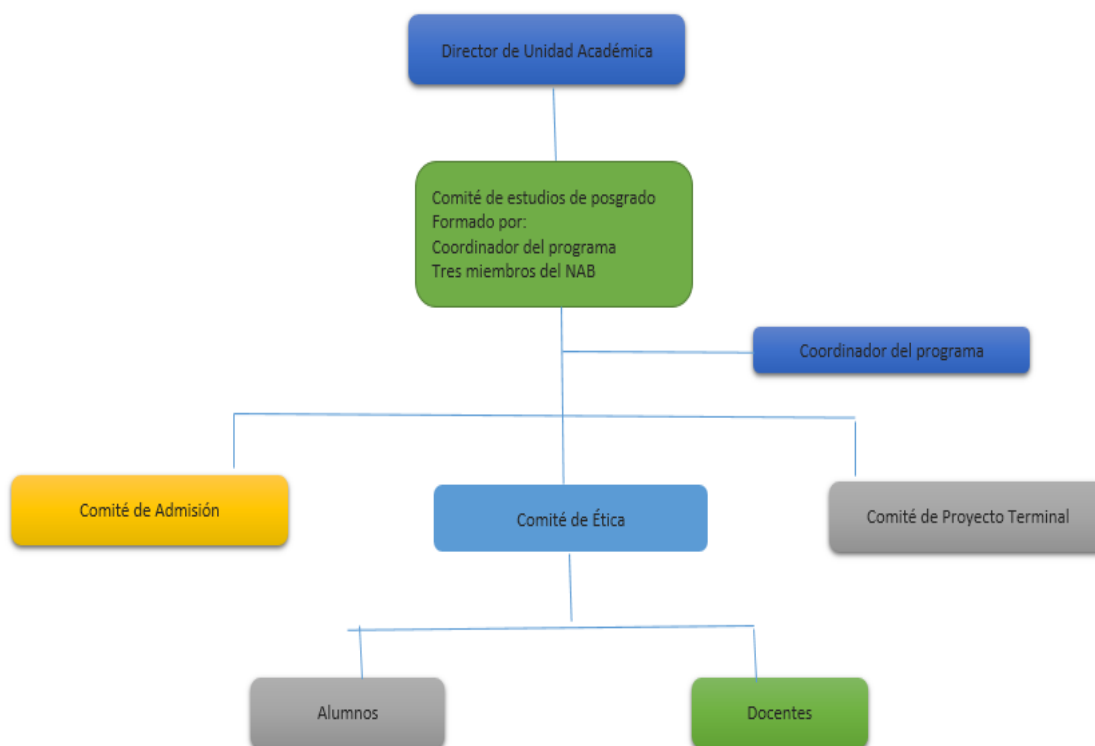 Director de Unidad Académica
Comité de estudios de posgrado
Formado por:
Coordinador del programa
Tres miembros del NAB
Coordinador del programa
Comité de Admisión
Comité de Ética
Comité de Proyecto Terminal
Alumnos
Docentes